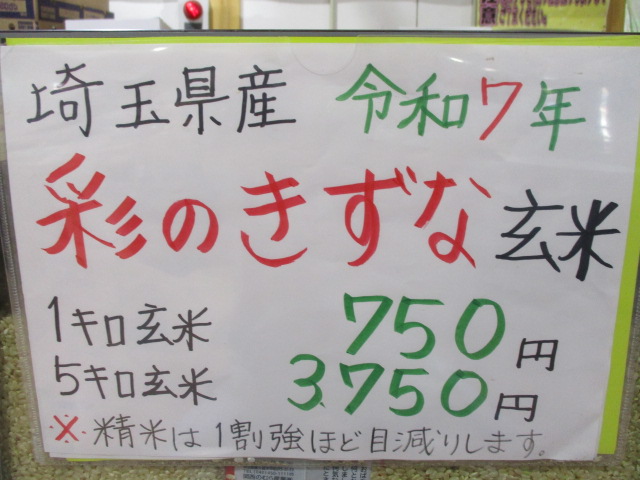 埼玉県産 令和7年
彩のきずな玄米
1キロ玄米 750円
5キロ玄米 3,750円
※精米は1割強ほど目減りします。